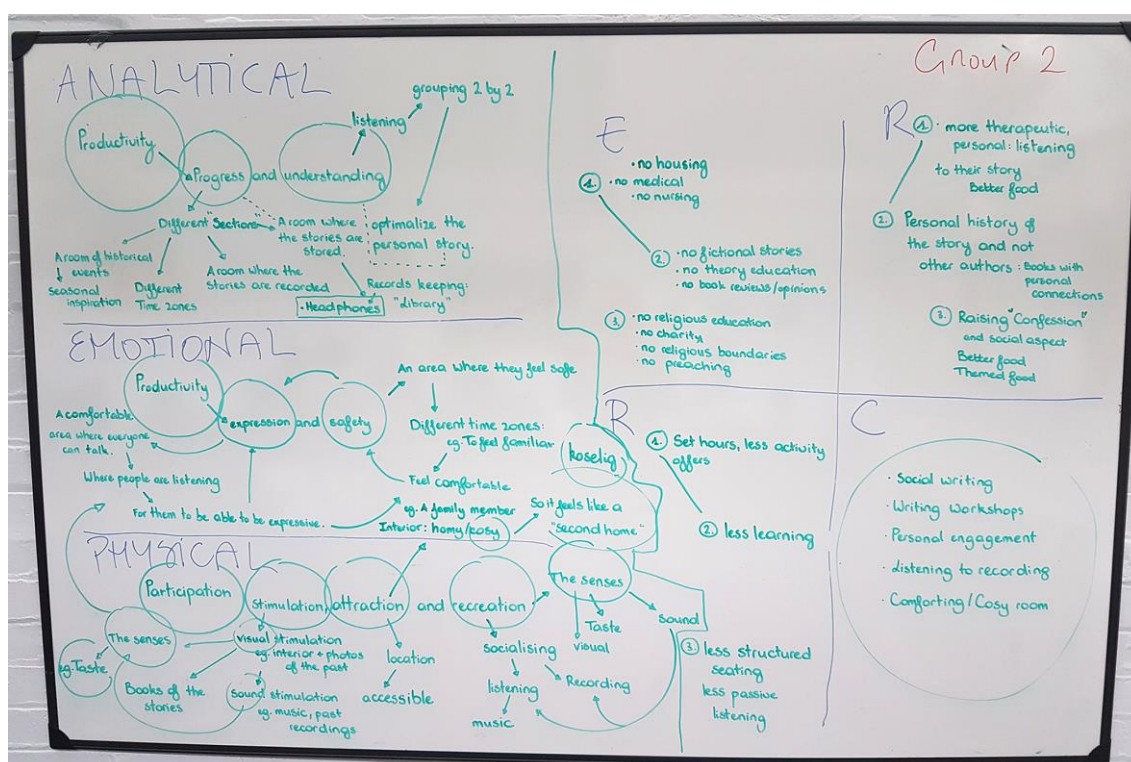 Group 2
ANALYTICAL
Productivity
Progress and understanding
listening
grouping 2 by 2
optimalize the
personal story.
Different "Sections"
A room where
the stories are
stored.
A room of historical
events
Seasonal
inspiration
Different
Time zones
A room where the
Stories are recorded
Records keeping:
"Library"
· Headphones
EMOTIONAL
Productivity
expression and safety
An area where they feel safe
Different time zones:
eg. To feel familiar
Feel comfortable
eg. A family member
Interior: homy/cosy
A comfortable
area where everyone
can talk.
Where people are listening
For them to be able to be expressive.
koselig
So it feels like a
"second home"
PHYSICAL
Participation
Stimulation, attraction and recreation
The senses
Taste
visual
sound
The senses
eg. Taste
visual stimulation
eg. interior + photos
of the past
Books of the
stories
Sound stimulation
eg. music, past
recordings
location
accessible
socialising
listening
music
Recording
E
1. · no housing
· no medical
· no nursing
2. · no fictional stories
· no theory education
· no book reviews/opinions
3. · no religious education
· no charity
· no religious boundaries
· no preaching
R
1. · more therapeutic,
personal: listening
to their story
Better food
2. Personal history of
the story and not
other authors: Books with
personal
connections
3. Raising "Confession"
and social aspect
Better food
Themed food
R
1. Set hours, less activity
offers
2. less learning
3. less structured
seating
less passive
listening
C
· Social writing
· Writing Workshops
· Personal engagement
· Listening to recording
· Comforting/Cosy room